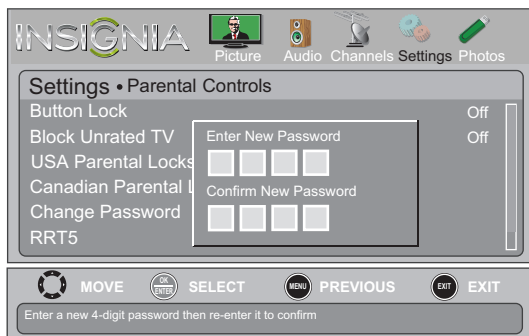 INSIGNIA
Picture Audio Channels Settings Photos
Settings • Parental Controls
Button Lock Off
Block Unrated TV Off
USA Parental Locks
Canadian Parental L
Change Password
RRT5
Enter New Password
Confirm New Password
MOVE OK ENTER SELECT MENU PREVIOUS EXIT EXIT
Enter a new 4-digit password then re-enter it to confirm